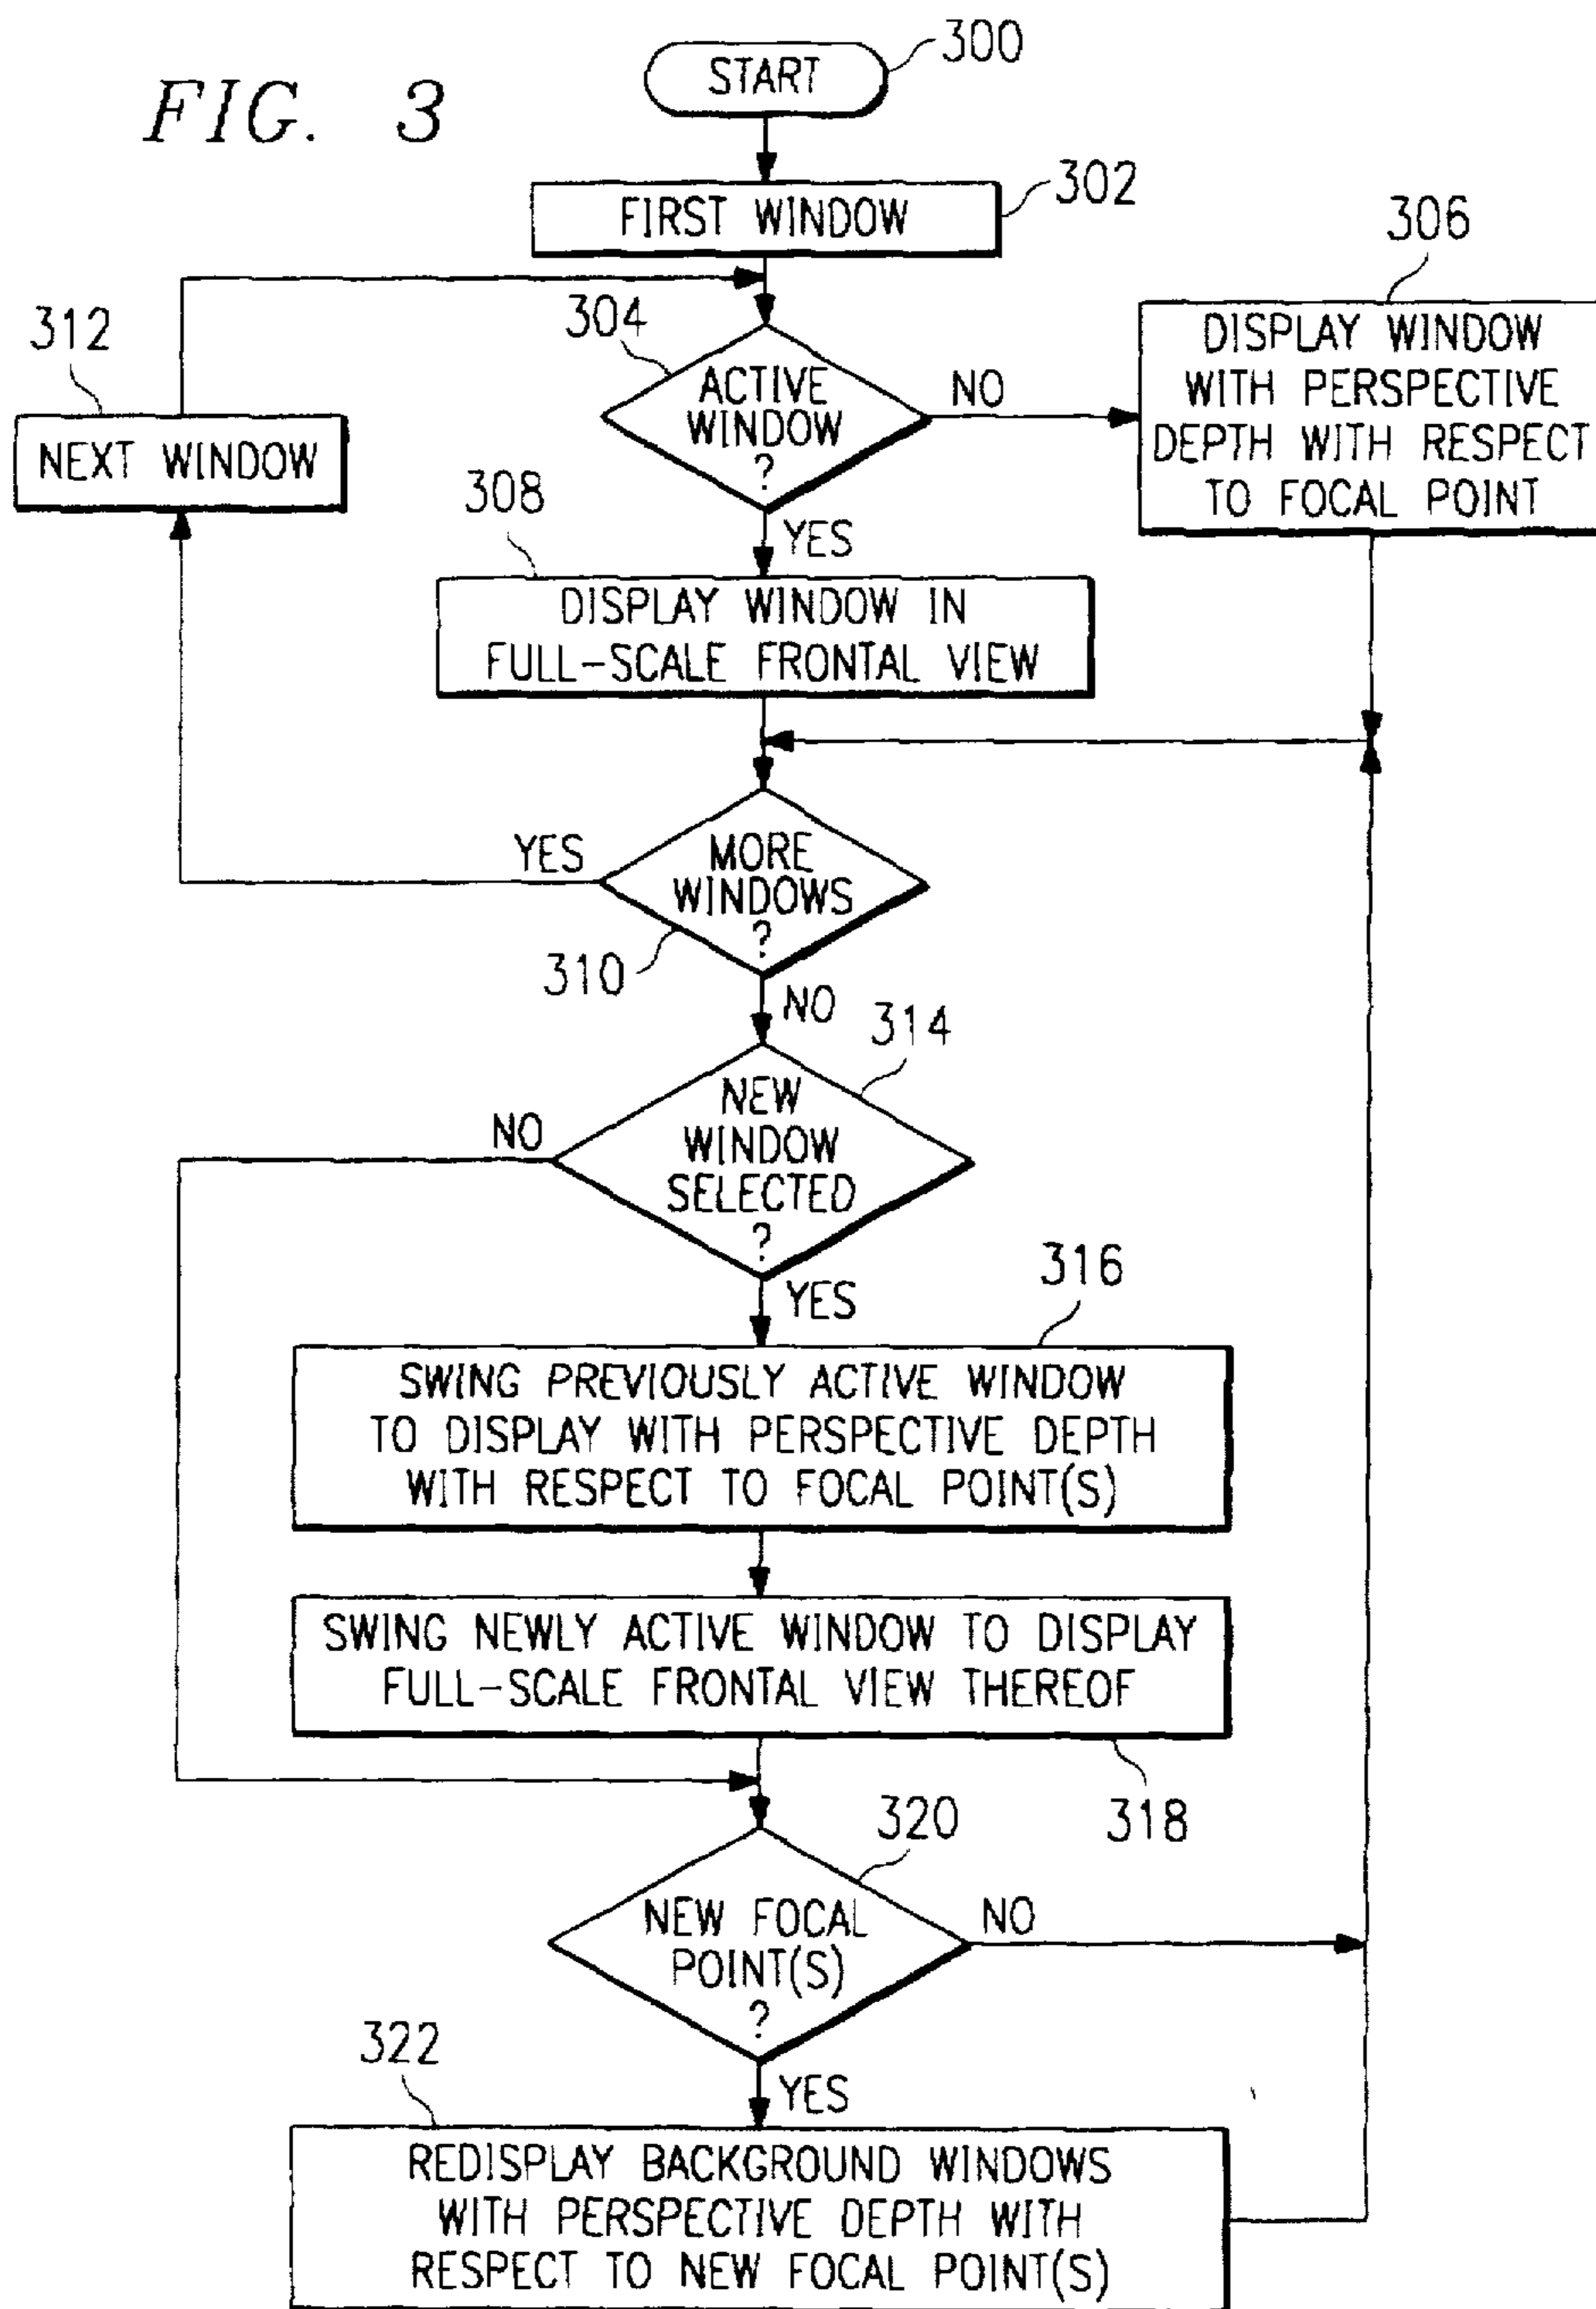 FIG. 3
START
300
FIRST WINDOW
302
304
ACTIVE
WINDOW
?
NO
YES
306
DISPLAY WINDOW
WITH PERSPECTIVE
DEPTH WITH RESPECT
TO FOCAL POINT
312
NEXT WINDOW
308
DISPLAY WINDOW IN
FULL-SCALE FRONTAL VIEW
YES
MORE
WINDOWS
?
310
NO
314
NEW
WINDOW
SELECTED
?
NO
YES
316
SWING PREVIOUSLY ACTIVE WINDOW
TO DISPLAY WITH PERSPECTIVE DEPTH
WITH RESPECT TO FOCAL POINT(S)
SWING NEWLY ACTIVE WINDOW TO DISPLAY
FULL-SCALE FRONTAL VIEW THEREOF
318
320
NEW FOCAL
POINT(S)
?
NO
YES
322
REDISPLAY BACKGROUND WINDOWS
WITH PERSPECTIVE DEPTH WITH
RESPECT TO NEW FOCAL POINT(S)